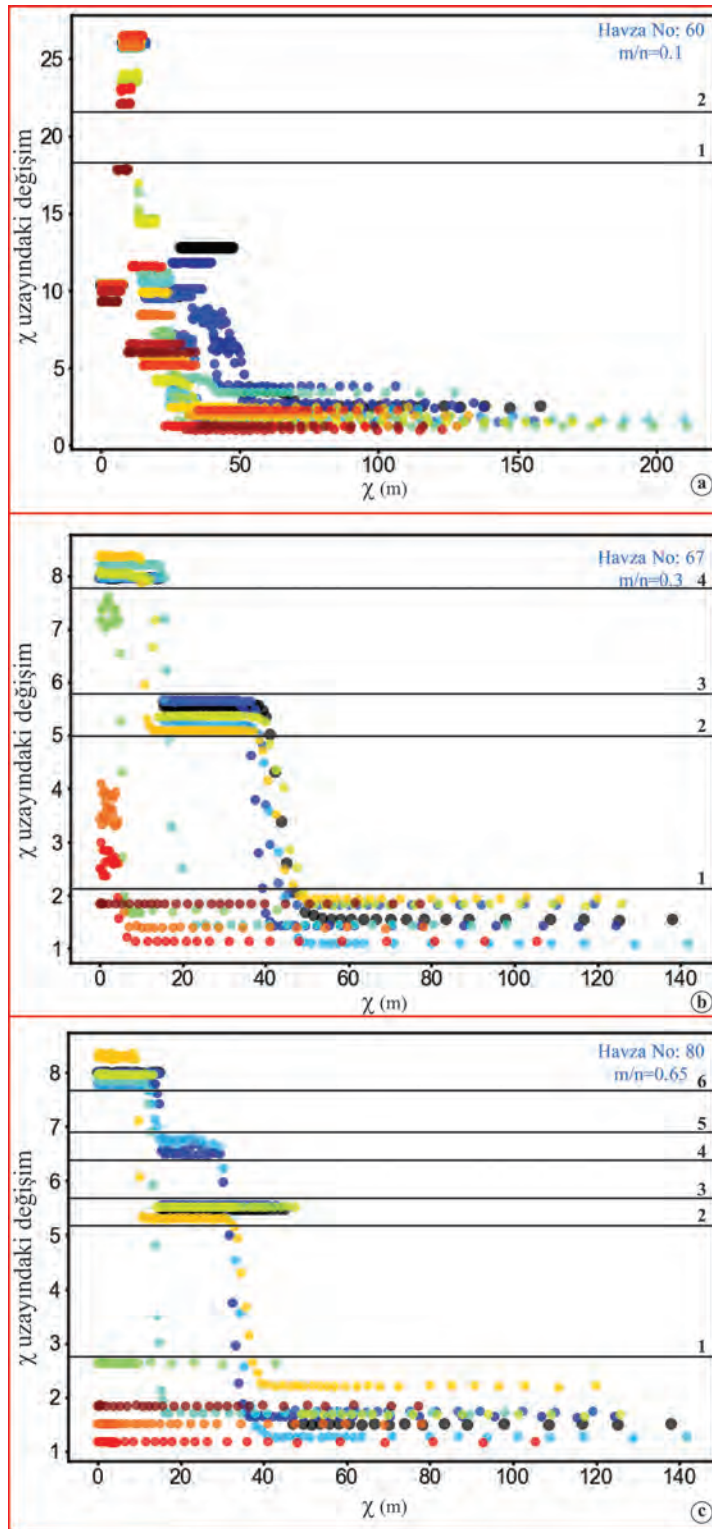 Havza No: 60
m/n=0.1
2
1
25
20
15
10
5
0
χ uzayındaki değişim
0 50 100 150 200
χ (m)
a
Havza No: 67
m/n=0.3
4
3
2
1
8
7
6
5
4
3
2
1
χ uzayındaki değişim
0 20 40 60 80 100 120 140
χ (m)
b
Havza No: 80
m/n=0.65
6
5
4
3
2
1
8
7
6
5
4
3
2
1
χ uzayındaki değişim
0 20 40 60 80 100 120 140
χ (m)
c